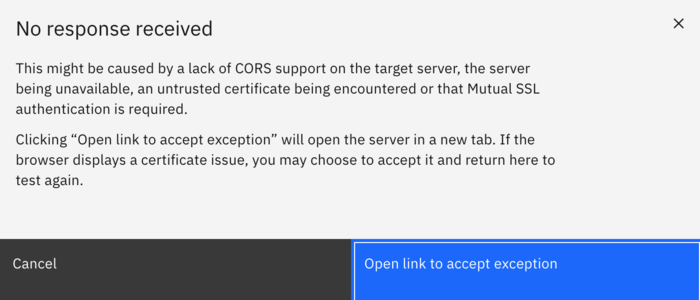 No response received
This might be caused by a lack of CORS support on the target server, the server
being unavailable, an untrusted certificate being encountered or that Mutual SSL
authentication is required.
Clicking “Open link to accept exception” will open the server in a new tab. If the
browser displays a certificate issue, you may choose to accept it and return here to
test again.
Cancel
Open link to accept exception